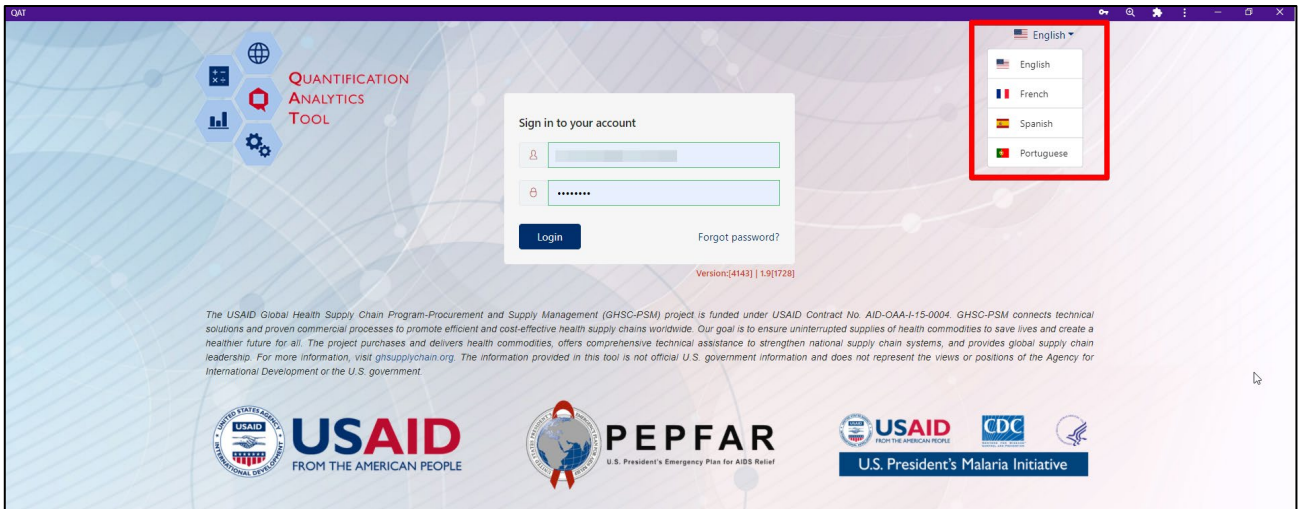 QAT
English
English
French
Spanish
Portuguese
QUANTIFICATION
ANALYTICS
TOOL
Sign in to your account
Login
Forgot password?
Version:[4143] | 1.9[1728]
The USAID Global Health Supply Chain Program-Procurement and Supply Management (GHSC-PSM) project is funded under USAID Contract No. AID-OAA-I-15-0004. GHSC-PSM connects technical
solutions and proven commercial processes to promote efficient and cost-effective health supply chains worldwide. Our goal is to ensure uninterrupted supplies of health commodities to save lives and create a
healthier future for all. The project purchases and delivers health commodities, offers comprehensive technical assistance to strengthen national supply chain systems, and provides global supply chain
leadership. For more information, visit ghsupplychain.org. The information provided in this tool is not official U.S. government information and does not represent the views or positions of the Agency for
International Development or the U.S. government.
UNITED STATES AGENCY
USAID
INTERNATIONAL DEVELOPMENT
USAID
FROM THE AMERICAN PEOPLE
PEPFAR
U.S. President's Emergency Plan for AIDS Relief
USAID
FROM THE AMERICAN PEOPLE
CDC
U.S. President's Malaria Initiative